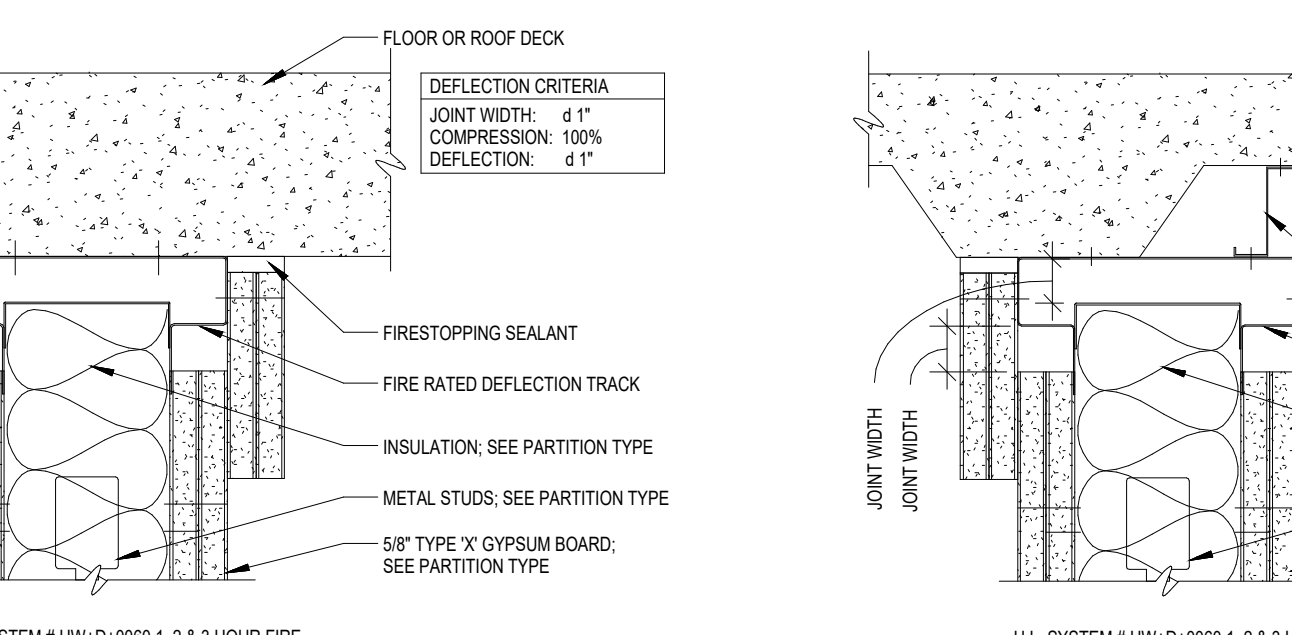 FLOOR OR ROOF DECK
DEFLECTION CRITERIA
JOINT WIDTH: d 1"
COMPRESSION: 100%
DEFLECTION: d 1"
FIRESTOPPING SEALANT
FIRE RATED DEFLECTION TRACK
INSULATION; SEE PARTITION TYPE
METAL STUDS; SEE PARTITION TYPE
5/8" TYPE 'X' GYPSUM BOARD;
SEE PARTITION TYPE
JOINT WIDTH
JOINT WIDTH